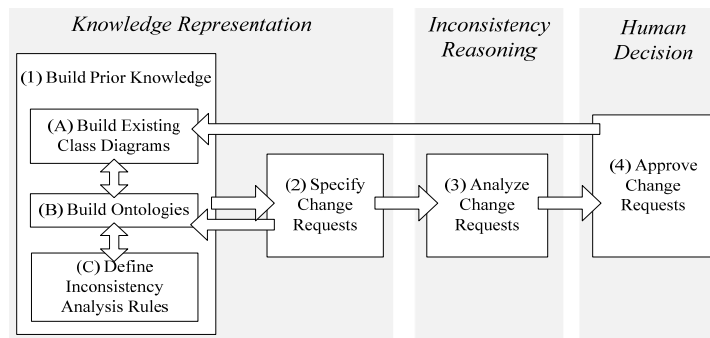 Knowledge Representation
Inconsistency
Reasoning
Human
Decision
(1) Build Prior Knowledge
(A) Build Existing
Class Diagrams
(B) Build Ontologies
(C) Define
Inconsistency
Analysis Rules
(2) Specify
Change
Requests
(3) Analyze
Change
Requests
(4) Approve
Change
Requests